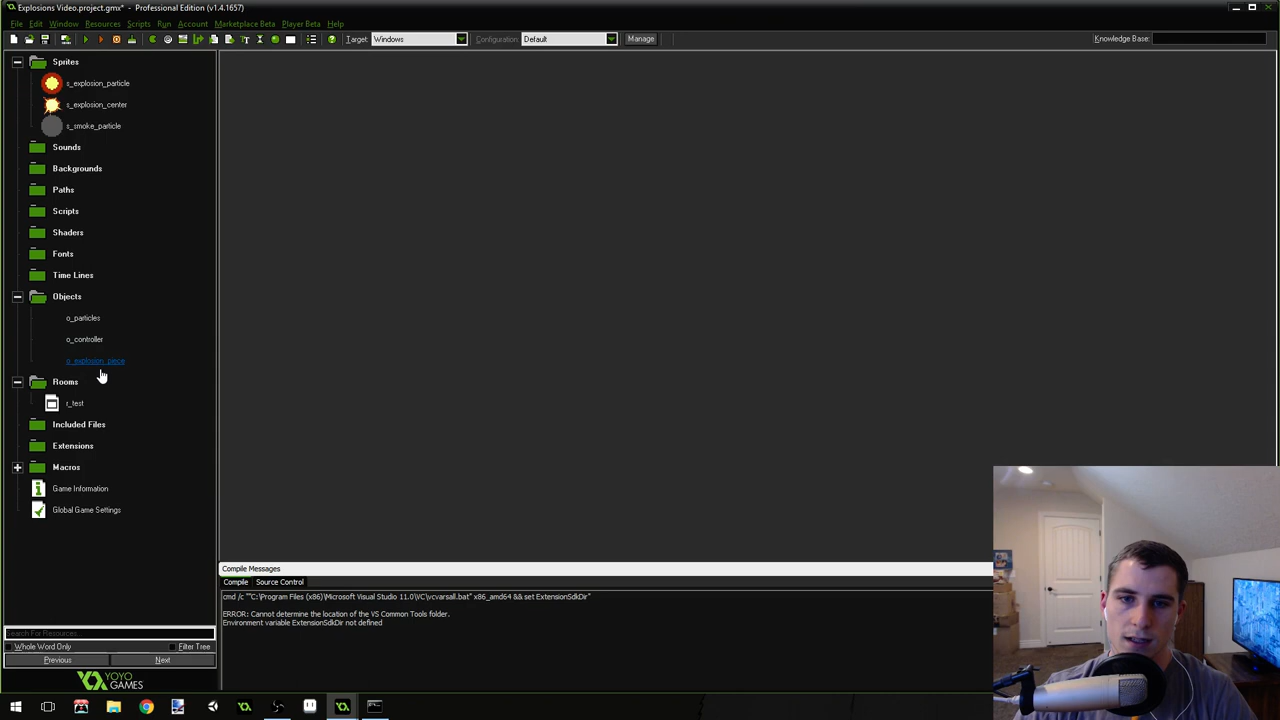 Explosions Video.project.gmx* - Professional Edition (v1.4.1657)
File Edit Window Resources Scripts Run Account Marketplace Beta Player Beta Help
Target: Windows Configuration: Default Manage Knowledge Base:
Sprites
s_explosion_particle
s_explosion_center
s_smoke_particle
Sounds
Backgrounds
Paths
Scripts
Shaders
Fonts
Time Lines
Objects
o_particles
o_controller
o_explosion_piece
Rooms
r_test
Included Files
Extensions
Macros
Game Information
Global Game Settings
Compile Messages
Compile Source Control
cmd /c ""C:\Program Files (x86)\Microsoft Visual Studio 11.0\VC\vcvarsall.bat" x86_amd64 && set ExtensionSdkDir"
ERROR: Cannot determine the location of the VS Common Tools folder.
Environment variable ExtensionSdkDir not defined
Search For Resources
Whole Word Only Filter Tree
Previous Next
YOYO
GAMES